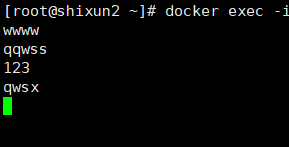 [root@shixun2 ~]# docker exec -i
wwww
qqwss
123
qwsx